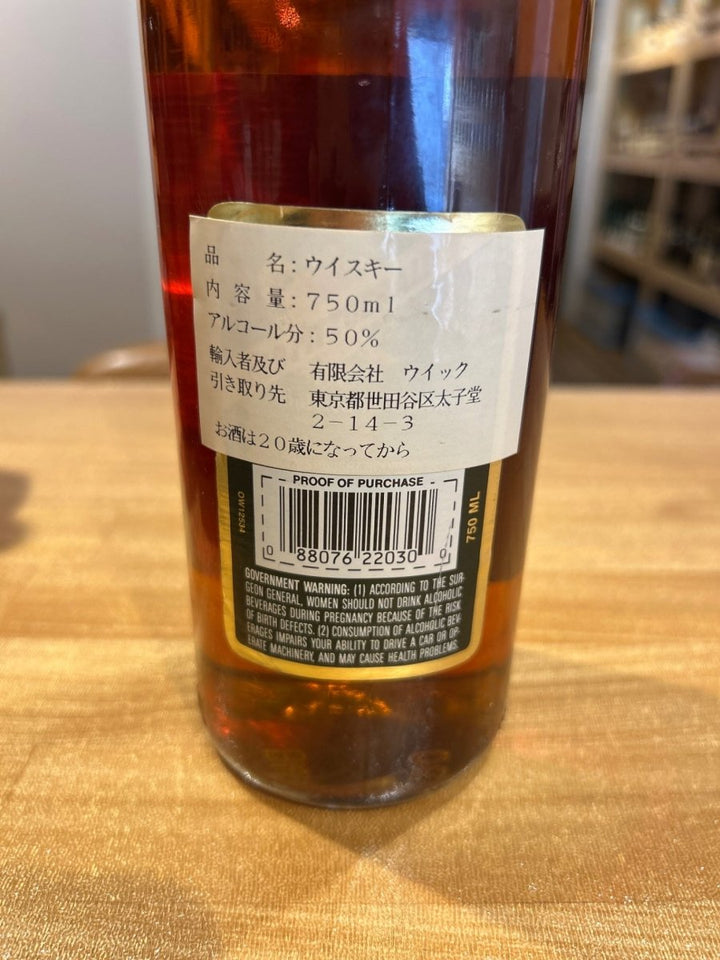 品　　名：ウイスキー
内 容 量：７５０ml
アルコール分：５０％
輸入者及び　有限会社　ウイック
引き取り先　東京都世田谷区太子堂
２－１４－３
お酒は２０歳になってから
PROOF OF PURCHASE
OW12534
750 ML
0 88076 22030 0
GOVERNMENT WARNING: (1) ACCORDING TO THE SUR-
GEON GENERAL, WOMEN SHOULD NOT DRINK ALCOHOLIC
BEVERAGES DURING PREGNANCY BECAUSE OF THE RISK
OF BIRTH DEFECTS. (2) CONSUMPTION OF ALCOHOLIC BEV-
ERAGES IMPAIRS YOUR ABILITY TO DRIVE A CAR OR OP-
ERATE MACHINERY, AND MAY CAUSE HEALTH PROBLEMS.